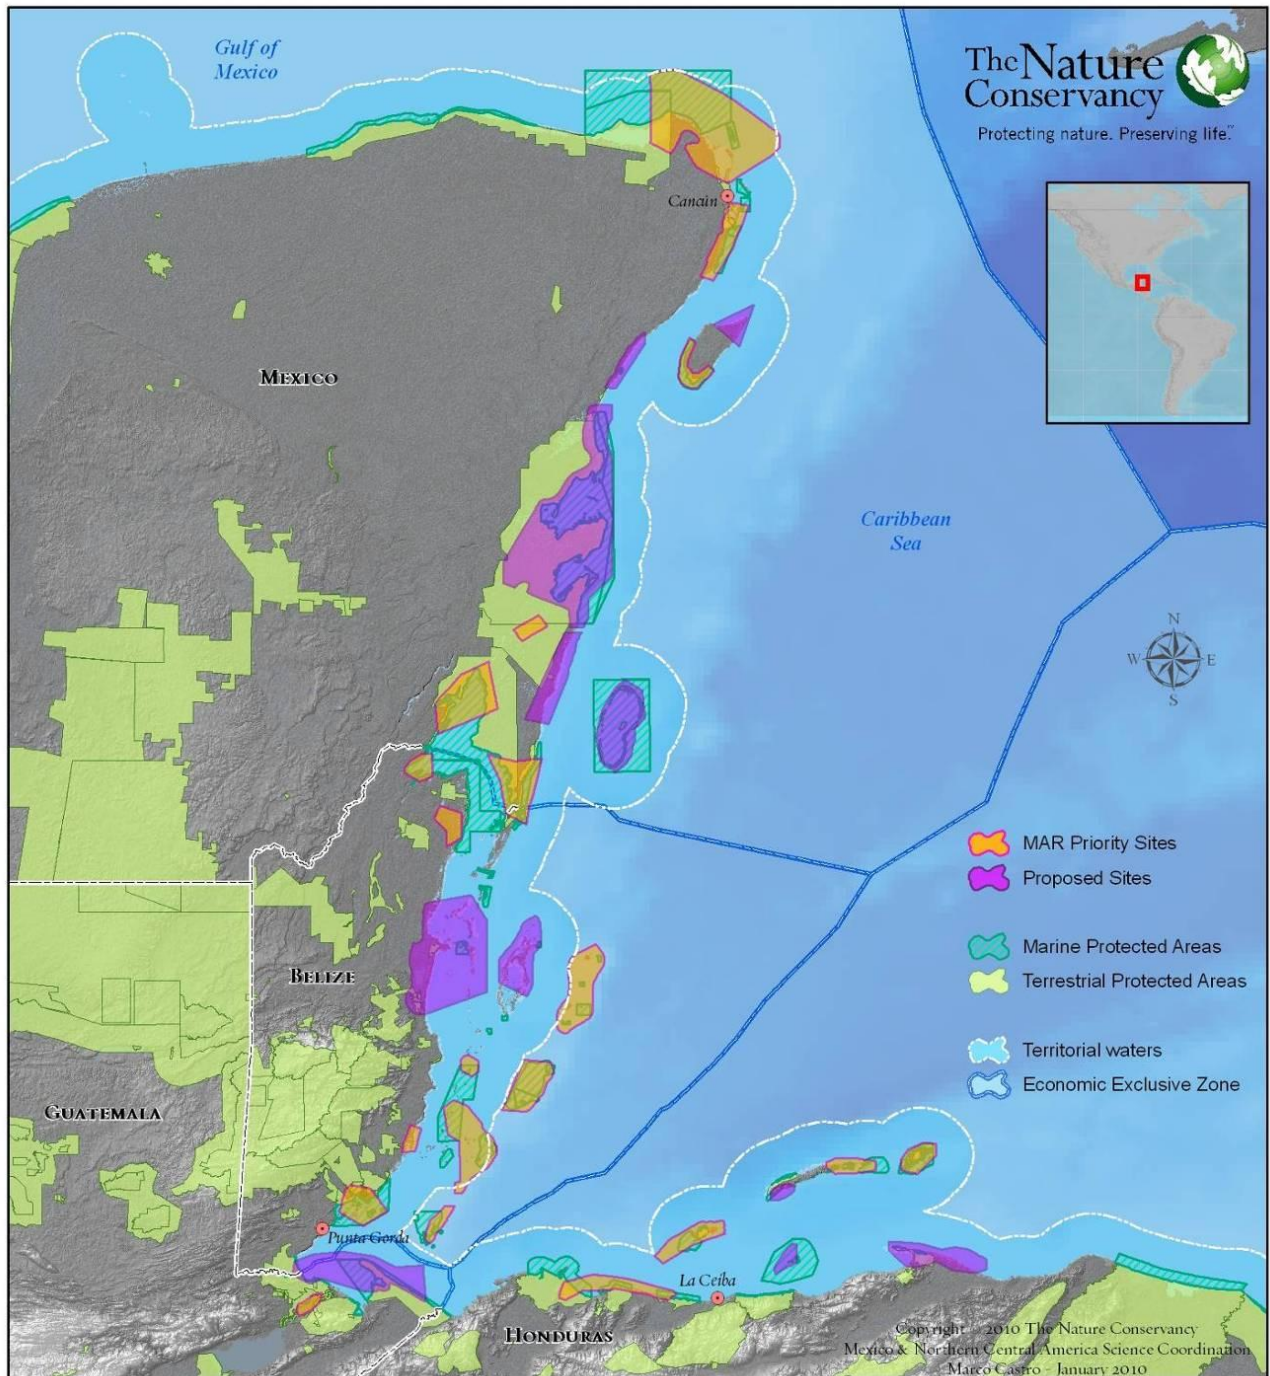 Gulf of
Mexico
The Nature
Conservancy
Protecting nature. Preserving life.™
Cancún
MEXICO
Caribbean
Sea
N
W E
S
MAR Priority Sites
Proposed Sites
Marine Protected Areas
Terrestrial Protected Areas
BELIZE
Territorial waters
Economic Exclusive Zone
GUATEMALA
Punta Gorda
La Ceiba
HONDURAS
Copyright 2010 The Nature Conservancy
Mexico & Northern Central America Science Coordination
Marco Castro - January 2010